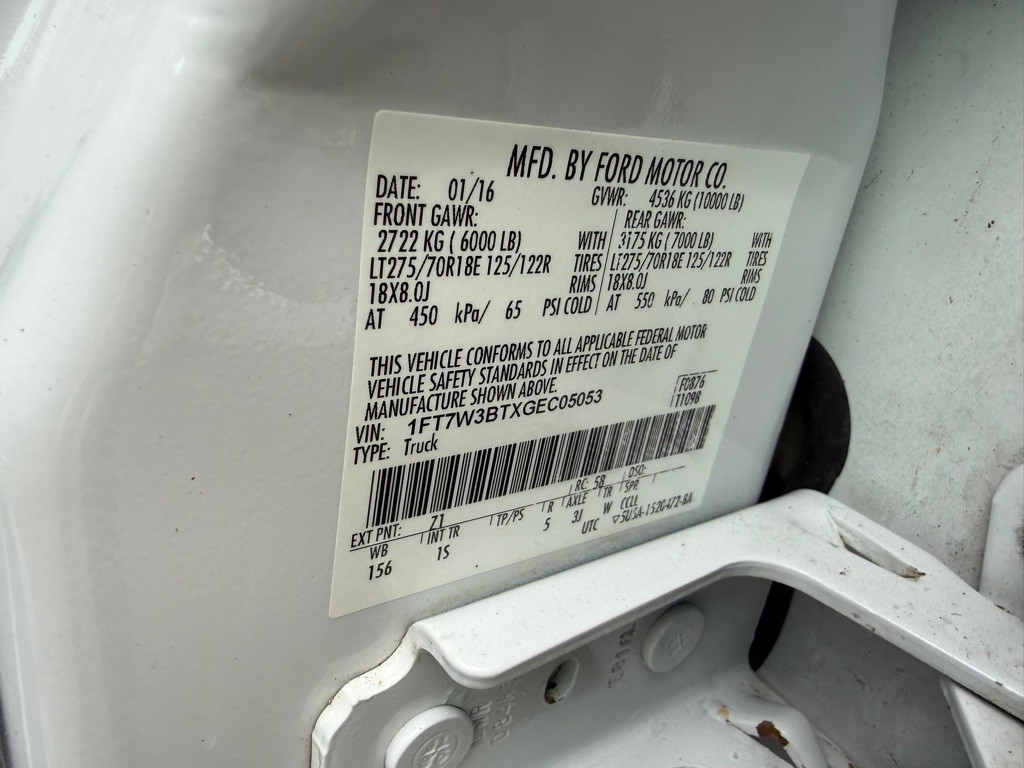 MFD. BY FORD MOTOR CO.
DATE: 01/16 GVWR: 4536 KG (10000 LB)
FRONT GAWR: REAR GAWR:
2722 KG ( 6000 LB) WITH 3175 KG ( 7000 LB) WITH
LT275/70R18E 125/122R TIRES LT275/70R18E 125/122R TIRES
18X8.0J RIMS 18X8.0J RIMS
AT 450 kPa/ 65 PSI COLD AT 550 kPa/ 80 PSI COLD
THIS VEHICLE CONFORMS TO ALL APPLICABLE FEDERAL MOTOR
VEHICLE SAFETY STANDARDS IN EFFECT ON THE DATE OF
MANUFACTURE SHOWN ABOVE.
F0876
T1098
VIN: 1FT7W3BTXGEC05053
TYPE: Truck
EXT PNT: Z1 RC: 58 DSO:
WB INT TR TP/PS R AXLE TR SPR
156 1S 5 3J W CCLL
UTC